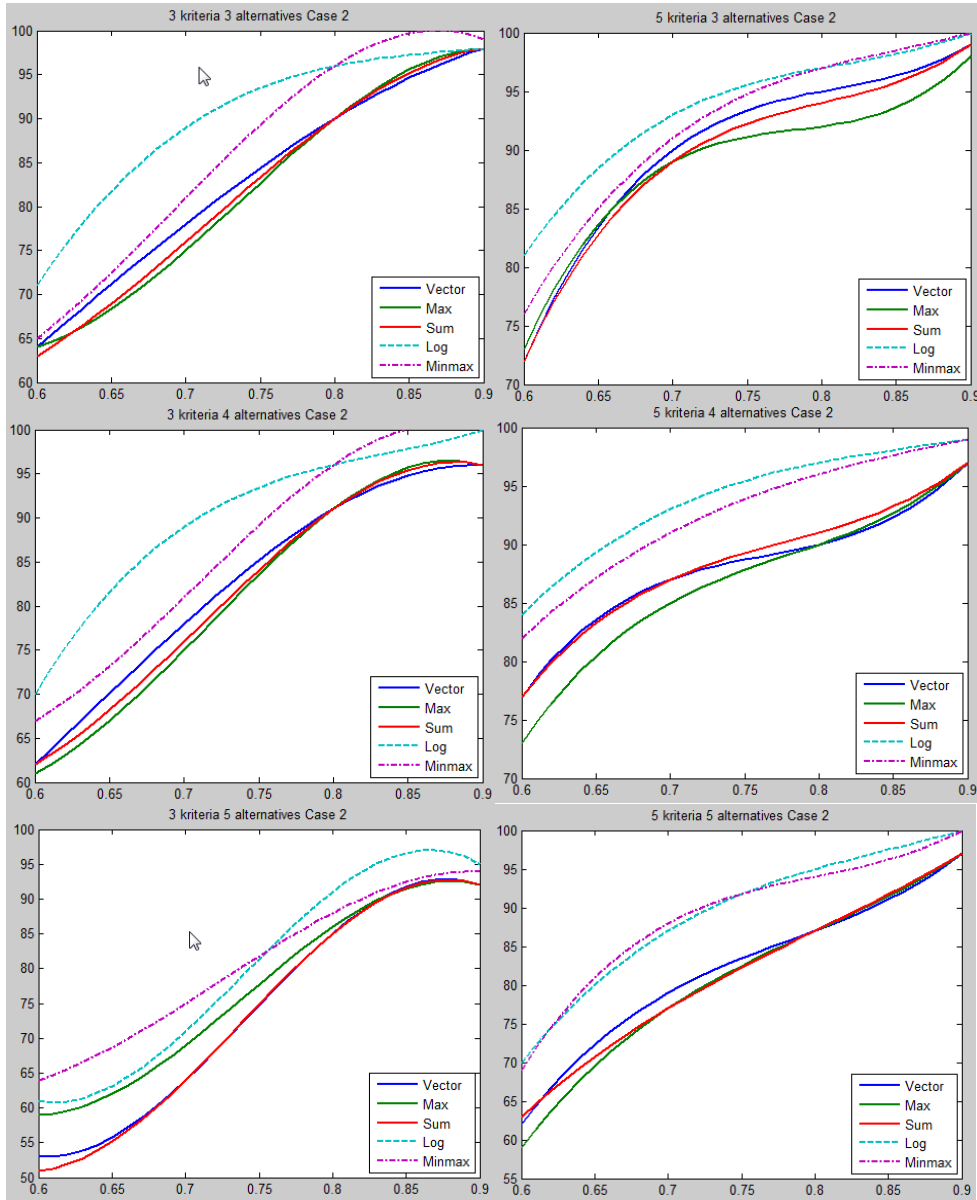 3 kriteria 3 alternatives Case 2
100
95
90
85
80
75
70
65
60
0.6 0.65 0.7 0.75 0.8 0.85 0.9
Vector
Max
Sum
Log
Minmax
5 kriteria 3 alternatives Case 2
100
95
90
85
80
75
70
0.6 0.65 0.7 0.75 0.8 0.85 0.9
Vector
Max
Sum
Log
Minmax
3 kriteria 4 alternatives Case 2
100
95
90
85
80
75
70
65
60
0.6 0.65 0.7 0.75 0.8 0.85 0.9
Vector
Max
Sum
Log
Minmax
5 kriteria 4 alternatives Case 2
100
95
90
85
80
75
70
0.6 0.65 0.7 0.75 0.8 0.85 0.9
Vector
Max
Sum
Log
Minmax
3 kriteria 5 alternatives Case 2
100
95
90
85
80
75
70
65
60
55
50
0.6 0.65 0.7 0.75 0.8 0.85 0.9
Vector
Max
Sum
Log
Minmax
5 kriteria 5 alternatives Case 2
100
95
90
85
80
75
70
65
60
55
0.6 0.65 0.7 0.75 0.8 0.85 0.9
Vector
Max
Sum
Log
Minmax